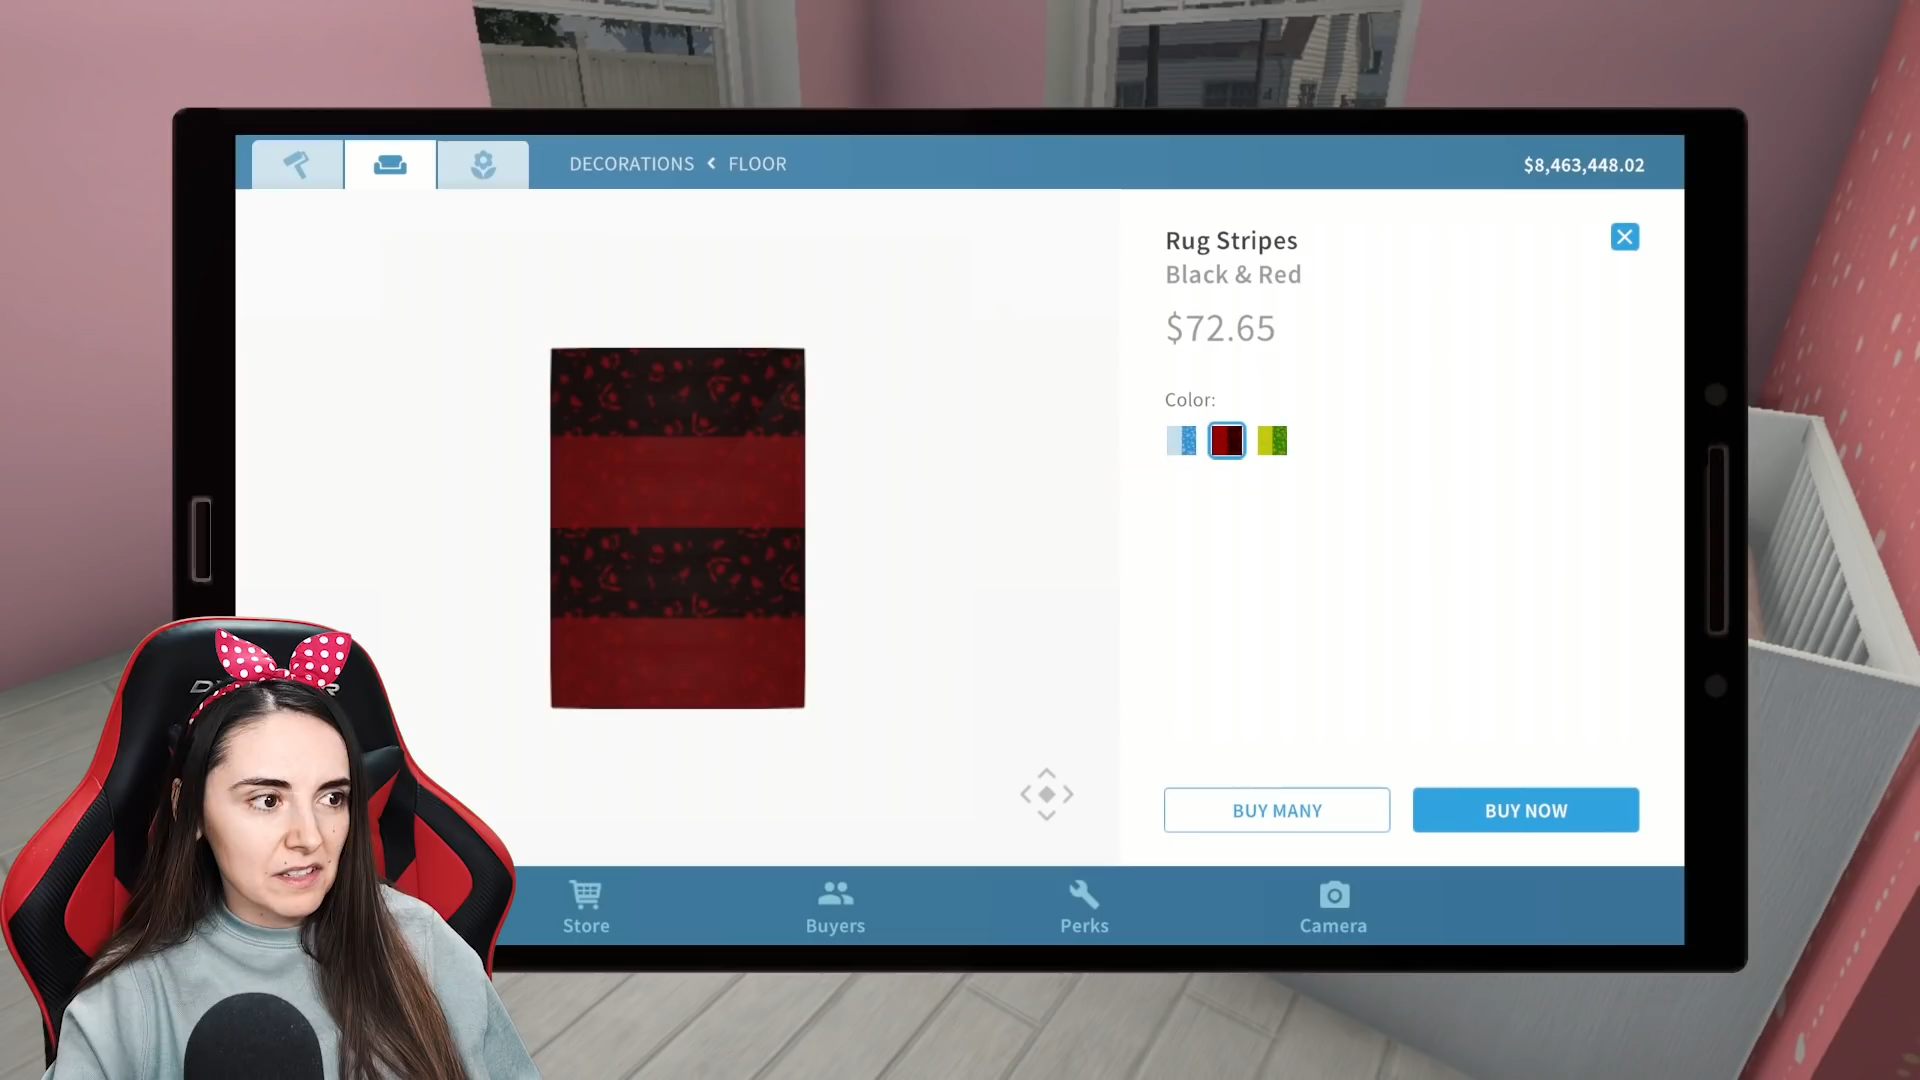 DECORATIONS < FLOOR
$8,463,448.02
Rug Stripes
Black & Red
$72.65
Color:
BUY MANY
BUY NOW
Store
Buyers
Perks
Camera